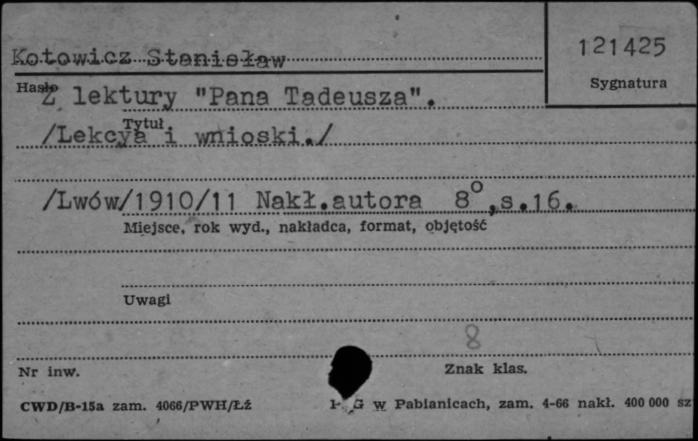 Kotowicz Stanisław
121425
Hasło
Sygnatura
Z lektury "Pana Tadeusza".
Tytuł
/Lekcya i wnioski./
/Lwów/1910/11 Nakł.autora 8°,s.16.
Miejsce, rok wyd., nakładca, format, objętość
Uwagi
8
Nr inw.
Znak klas.
CWD/B-15a zam. 4066/PWH/Łź
G w Pabianicach, zam. 4-66 nakł. 400 000 sz